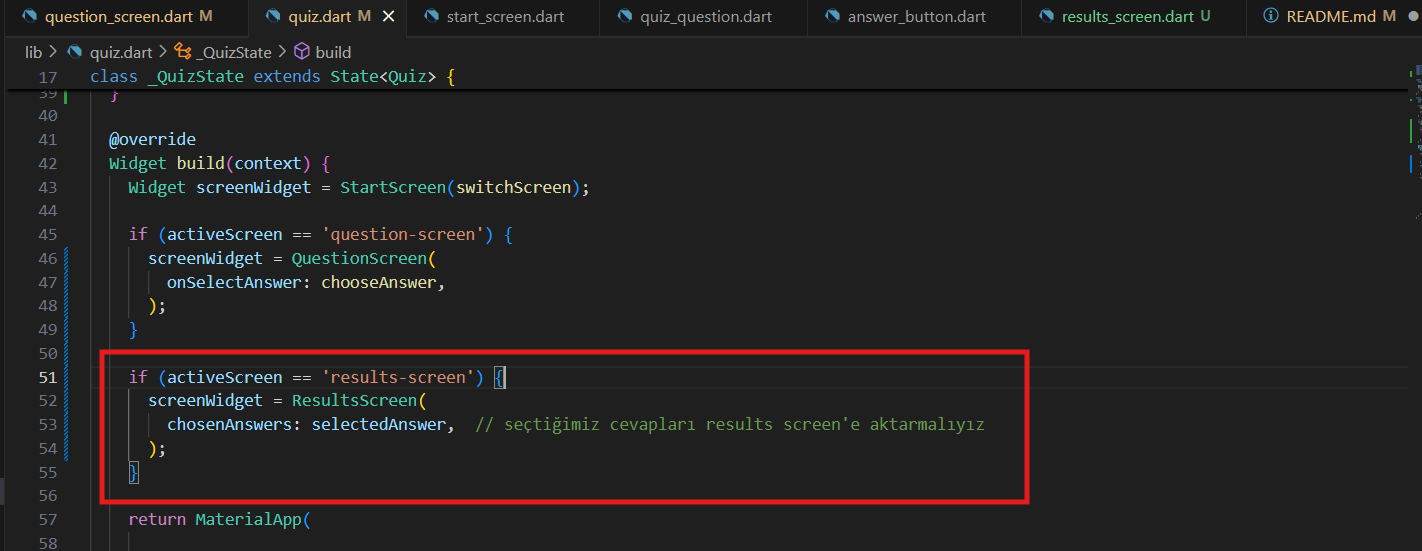 question_screen.dart M quiz.dart M start_screen.dart quiz_question.dart answer_button.dart results_screen.dart U README.md M
lib > quiz.dart > _QuizState > build
17 class _QuizState extends State<Quiz> {
39 }
40
41 @override
42 Widget build(context) {
43 Widget screenWidget = StartScreen(switchScreen);
44
45 if (activeScreen == 'question-screen') {
46 screenWidget = QuestionScreen(
47 onSelectAnswer: chooseAnswer,
48 );
49 }
50
51 if (activeScreen == 'results-screen') {
52 screenWidget = ResultsScreen(
53 chosenAnswers: selectedAnswer, // seçtiğimiz cevapları results screen'e aktarmalıyız
54 );
55 }
56
57 return MaterialApp(
58